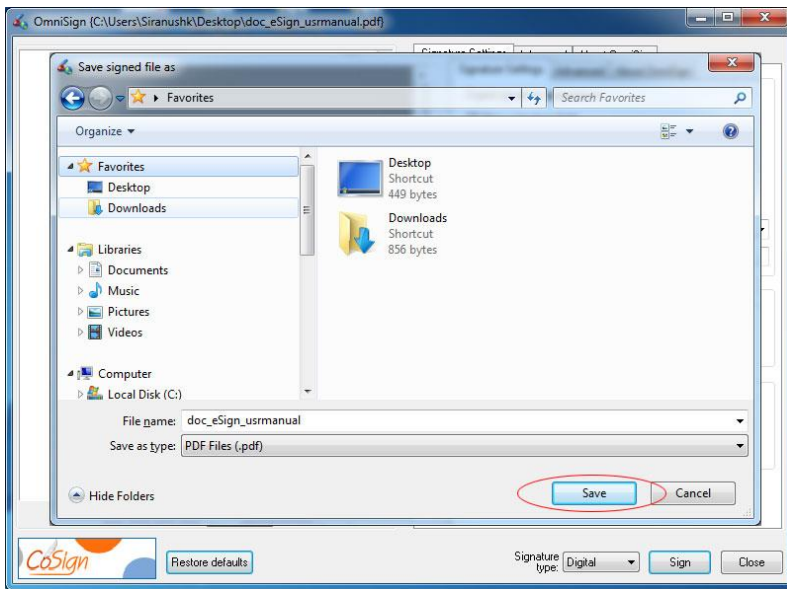 OmniSign {C:\Users\Siranushk\Desktop\doc_eSign_usrmanual.pdf}
Save signed file as
Favorites
Search Favorites
Organize
Favorites
Desktop
Downloads
Libraries
Documents
Music
Pictures
Videos
Computer
Local Disk (C:)
Desktop
Shortcut
449 bytes
Downloads
Shortcut
856 bytes
File name: doc_eSign_usrmanual
Save as type: PDF Files (.pdf)
Hide Folders
Save
Cancel
CoSign
Restore defaults
Signature type: Digital
Sign
Close